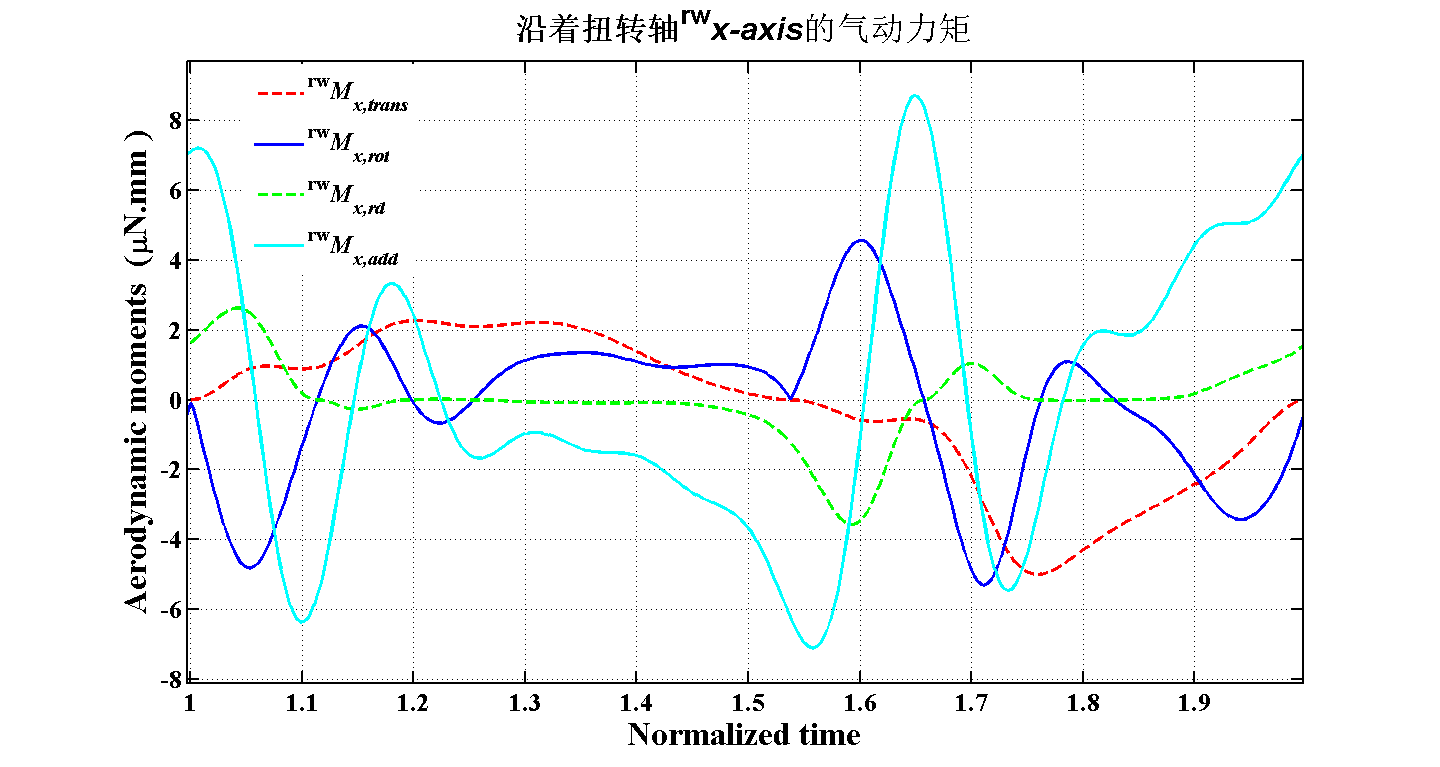 沿着扭转轴rwx-axis的气动力矩
rwMx,trans
rwMx,rot
rwMx,rd
rwMx,add
Aerodynamic moments (μN.mm)
8
6
4
2
0
-2
-4
-6
-8
1 1.1 1.2 1.3 1.4 1.5 1.6 1.7 1.8 1.9
Normalized time